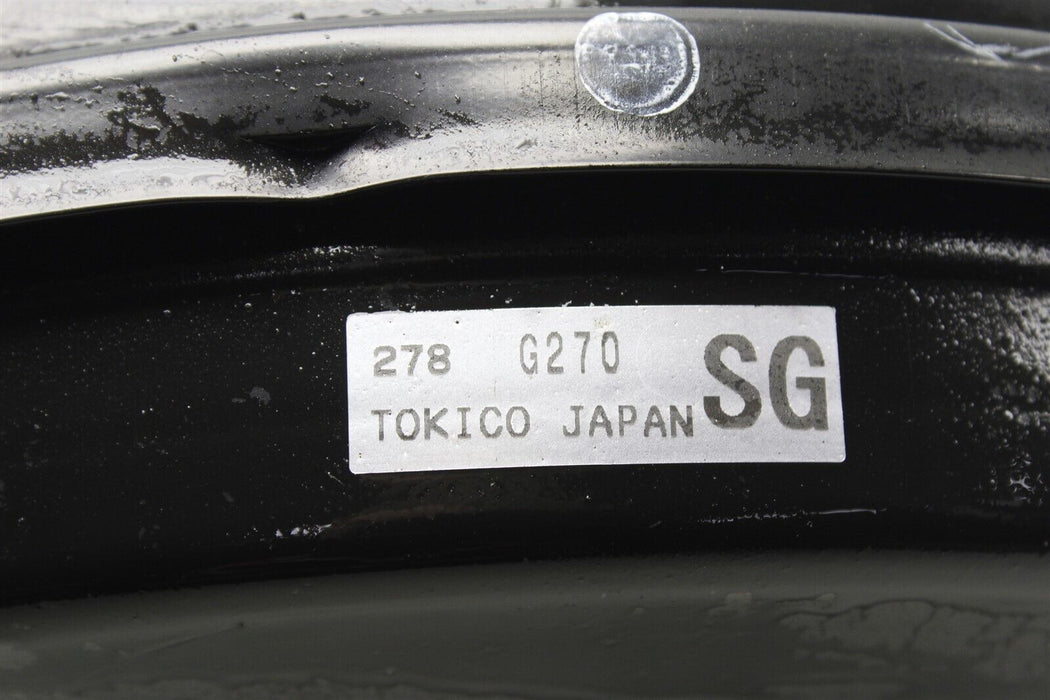 278 G270 SG
TOKICO JAPAN